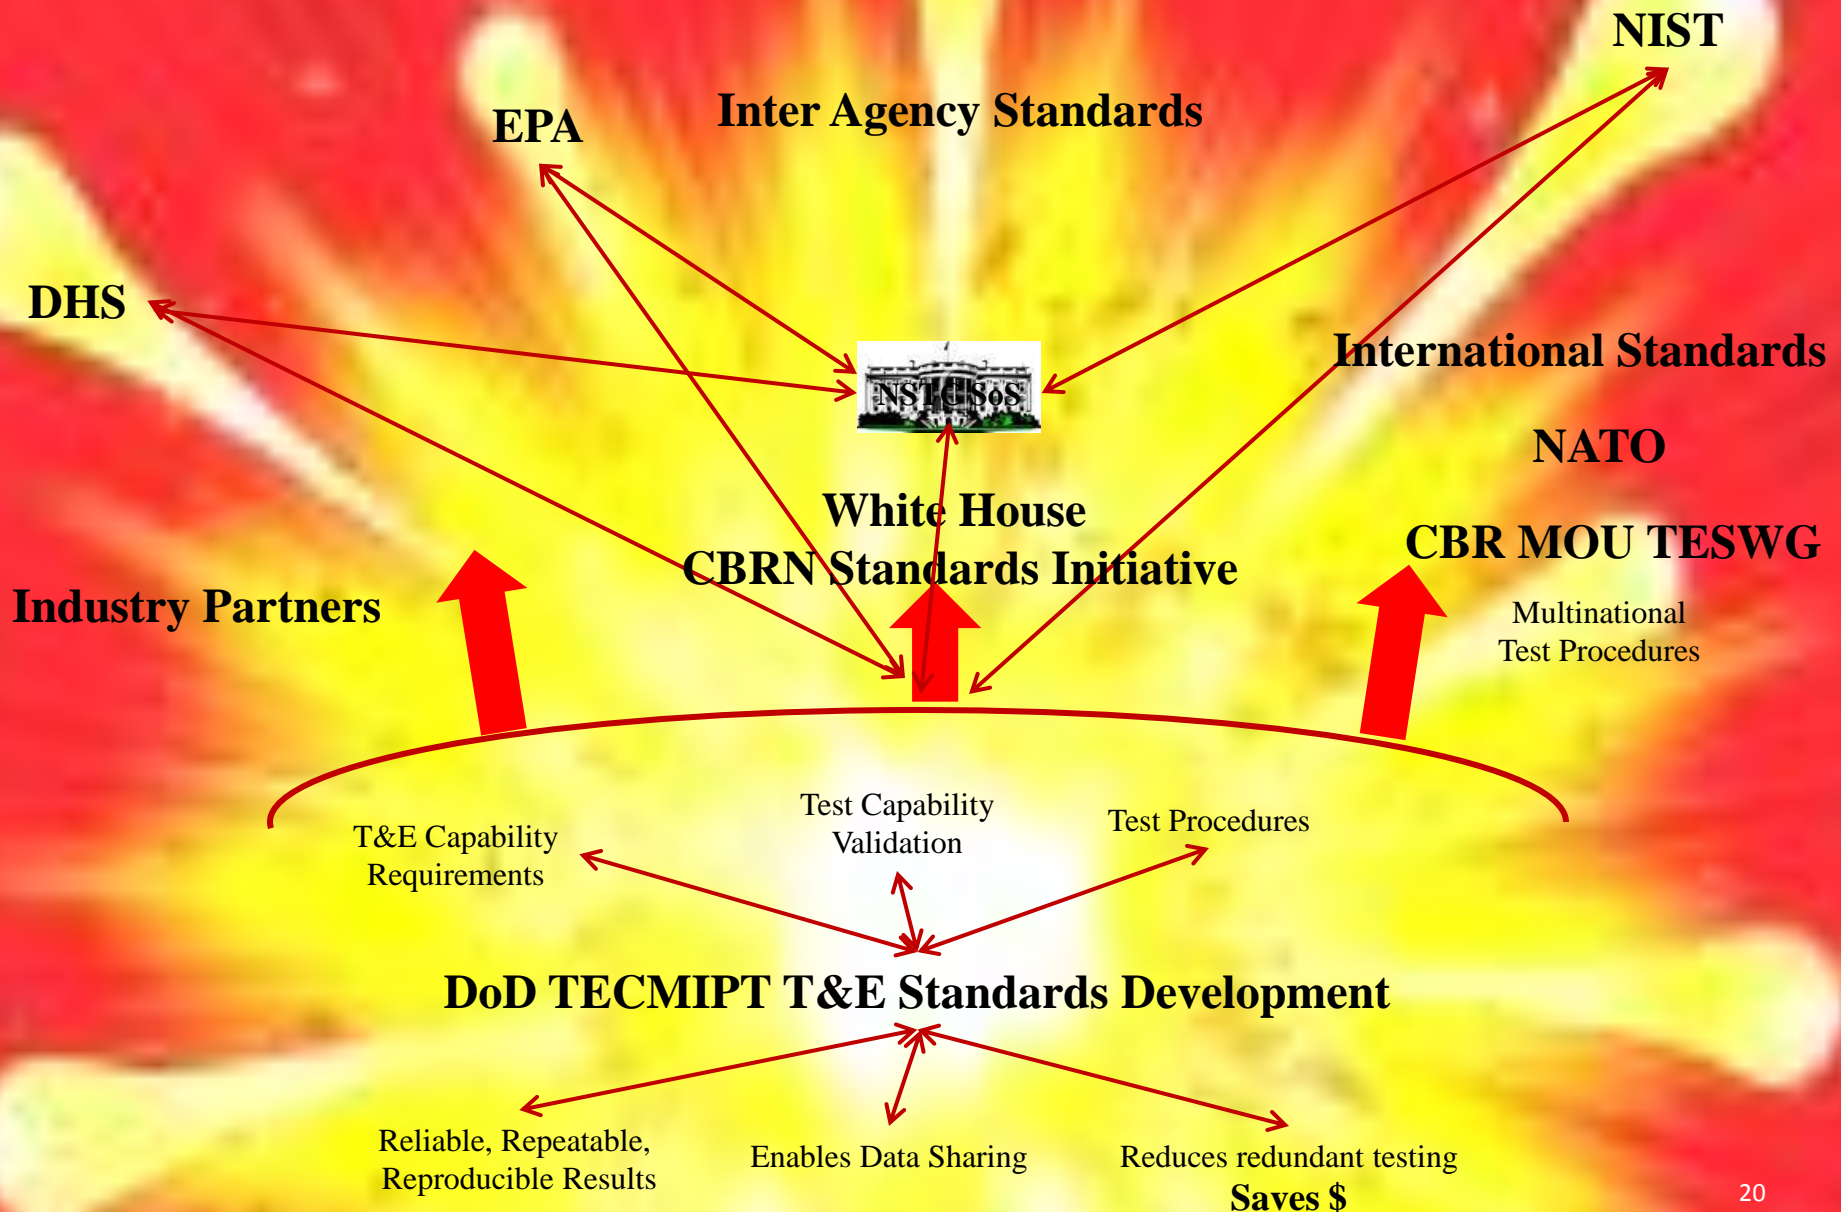 NIST
Inter Agency Standards
EPA
DHS
International Standards
NSTC SoS
NATO
White House
CBRN Standards Initiative
CBR MOU TESWG
Industry Partners
Multinational
Test Procedures
T&E Capability
Requirements
Test Capability
Validation
Test Procedures
DoD TECMIPT T&E Standards Development
Reliable, Repeatable,
Reproducible Results
Enables Data Sharing
Reduces redundant testing
Saves $
20